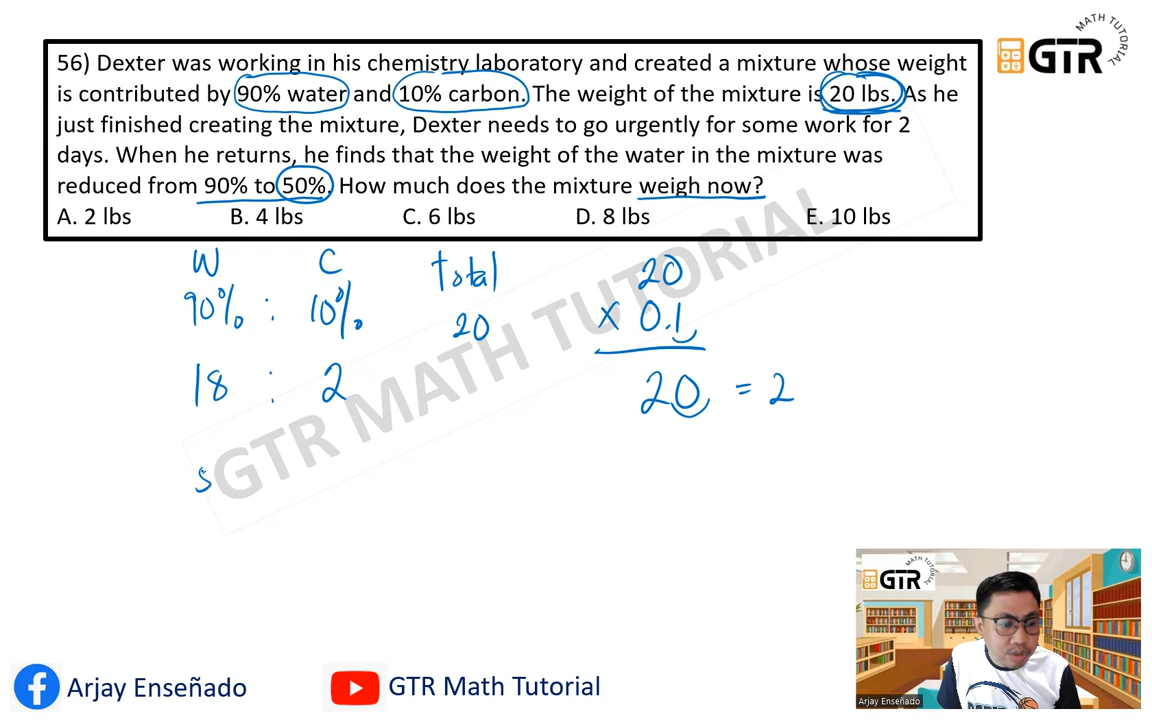 MATH TUTORIAL
GTR
56) Dexter was working in his chemistry laboratory and created a mixture whose weight
is contributed by 90% water and 10% carbon. The weight of the mixture is 20 lbs. As he
just finished creating the mixture, Dexter needs to go urgently for some work for 2
days. When he returns, he finds that the weight of the water in the mixture was
reduced from 90% to 50%. How much does the mixture weigh now?
A. 2 lbs B. 4 lbs C. 6 lbs D. 8 lbs E. 10 lbs
W C Total 20
90% : 10% 20 × 0.1
18 : 2 20 = 2
5
GTR MATH TUTORIAL
MATH TUTORIAL
GTR
Arjay Enseñado
Arjay Enseñado GTR Math Tutorial